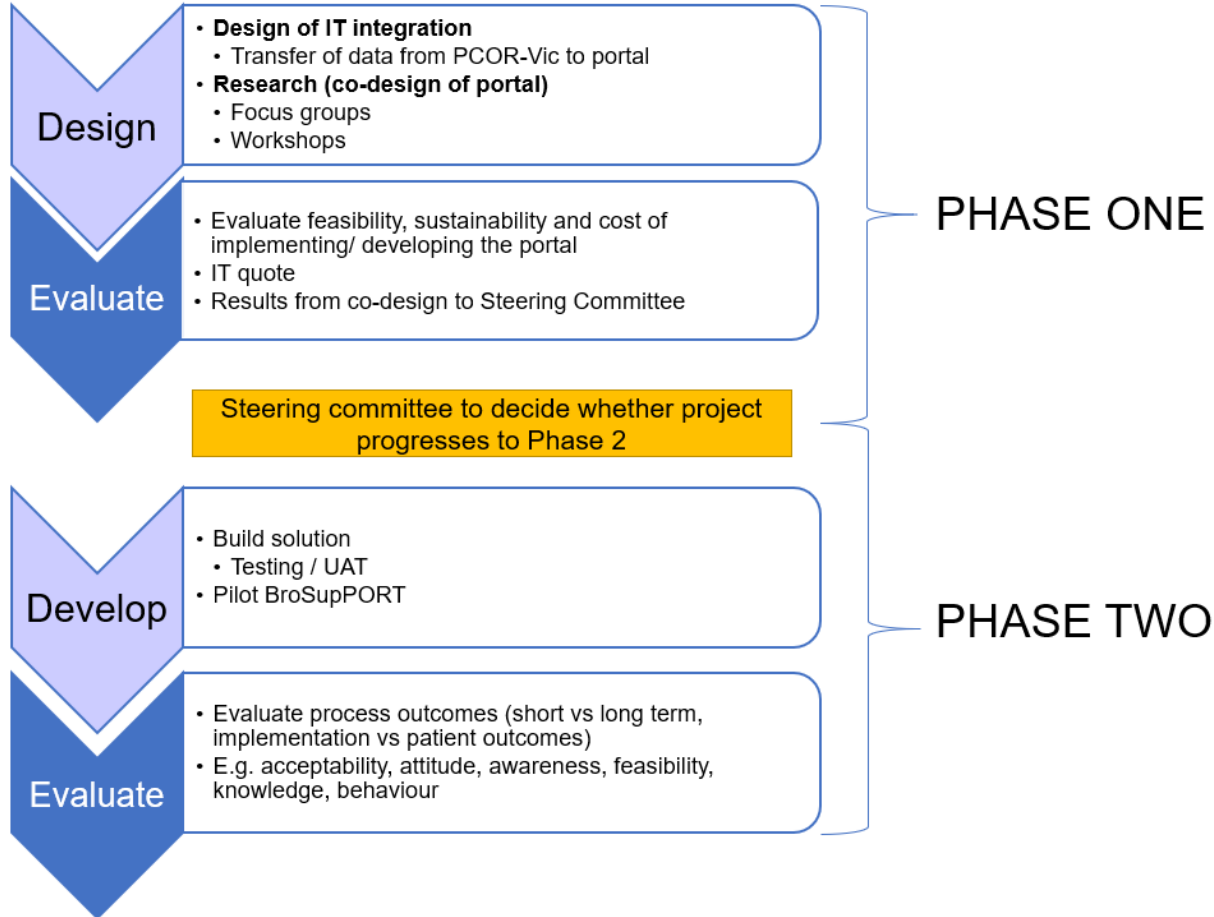 Design
• Design of IT integration
• Transfer of data from PCOR-Vic to portal
• Research (co-design of portal)
• Focus groups
• Workshops
Evaluate
• Evaluate feasibility, sustainability and cost of
implementing/ developing the portal
• IT quote
• Results from co-design to Steering Committee
PHASE ONE
Steering committee to decide whether project
progresses to Phase 2
Develop
• Build solution
• Testing / UAT
• Pilot BroSupPORT
Evaluate
• Evaluate process outcomes (short vs long term,
implementation vs patient outcomes)
• E.g. acceptability, attitude, awareness, feasibility,
knowledge, behaviour
PHASE TWO